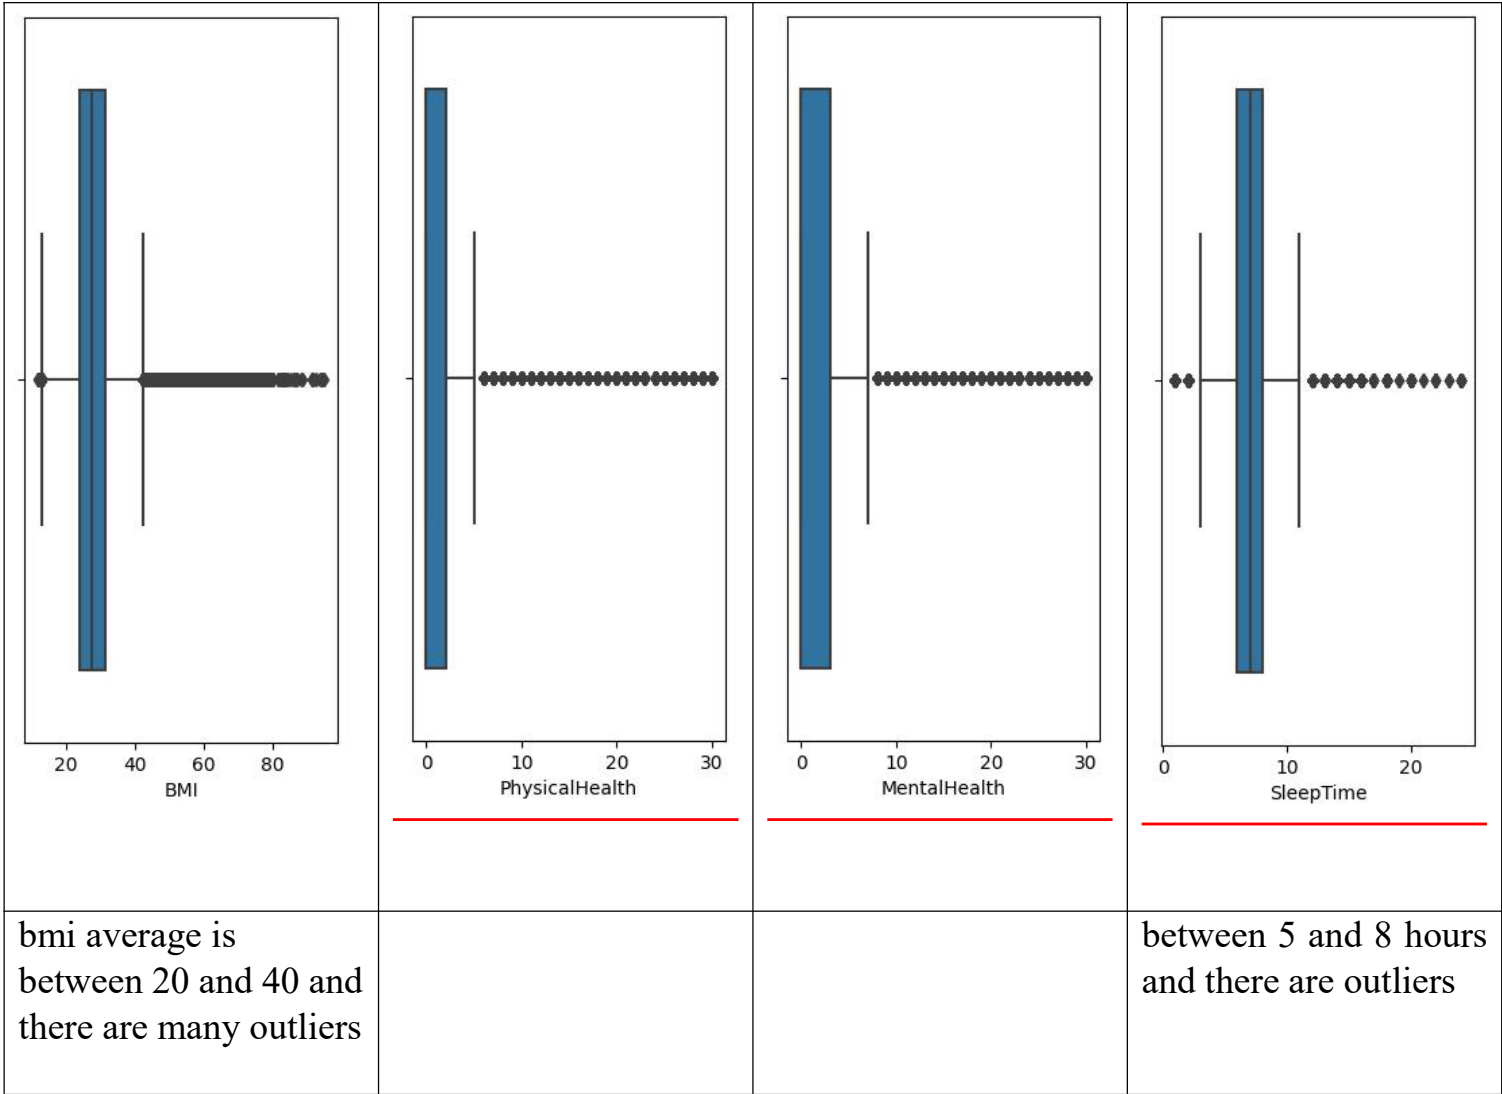 20 40 60 80
BMI
0 10 20 30
PhysicalHealth
0 10 20 30
MentalHealth
0 10 20
SleepTime
bmi average is
between 20 and 40 and
there are many outliers
between 5 and 8 hours
and there are outliers